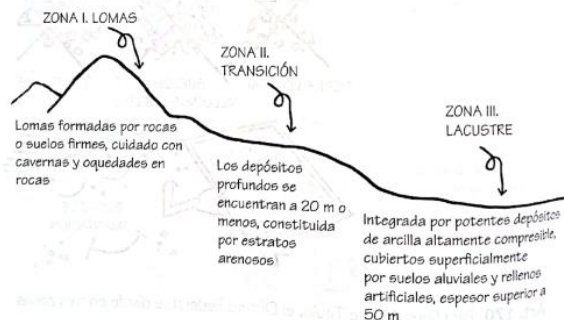 ZONA I. LOMAS
Lomas formadas por rocas
o suelos firmes, cuidado con
cavernas y oquedades en
rocas
ZONA II.
TRANSICIÓN
Los depósitos
profundos se
encuentran a 20 m o
menos, constituida
por estratos
arenosos
ZONA III.
LACUSTRE
Integrada por potentes depósitos
de arcilla altamente compresible,
cubiertos superficialmente
por suelos aluviales y rellenos
artificiales, espesor superior a
50 m